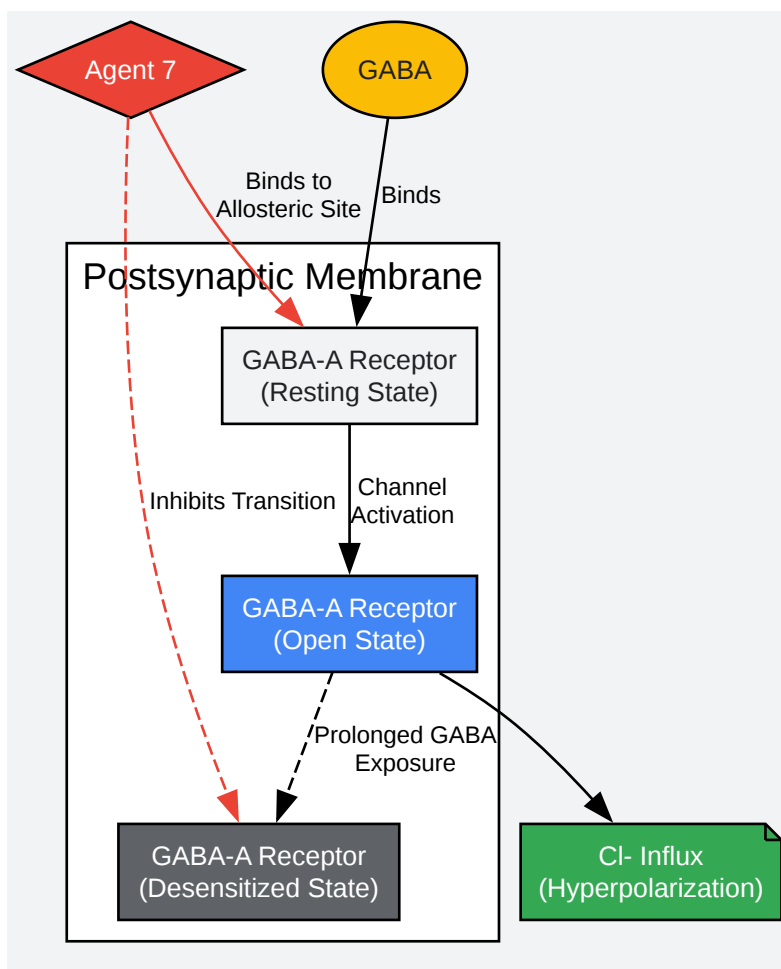 Agent 7
GABA
Binds to
Allosteric Site
Binds
Postsynaptic Membrane
GABA-A Receptor
(Resting State)
Inhibits Transition
Channel
Activation
GABA-A Receptor
(Open State)
Prolonged GABA
Exposure
GABA-A Receptor
(Desensitized State)
Cl- Influx
(Hyperpolarization)